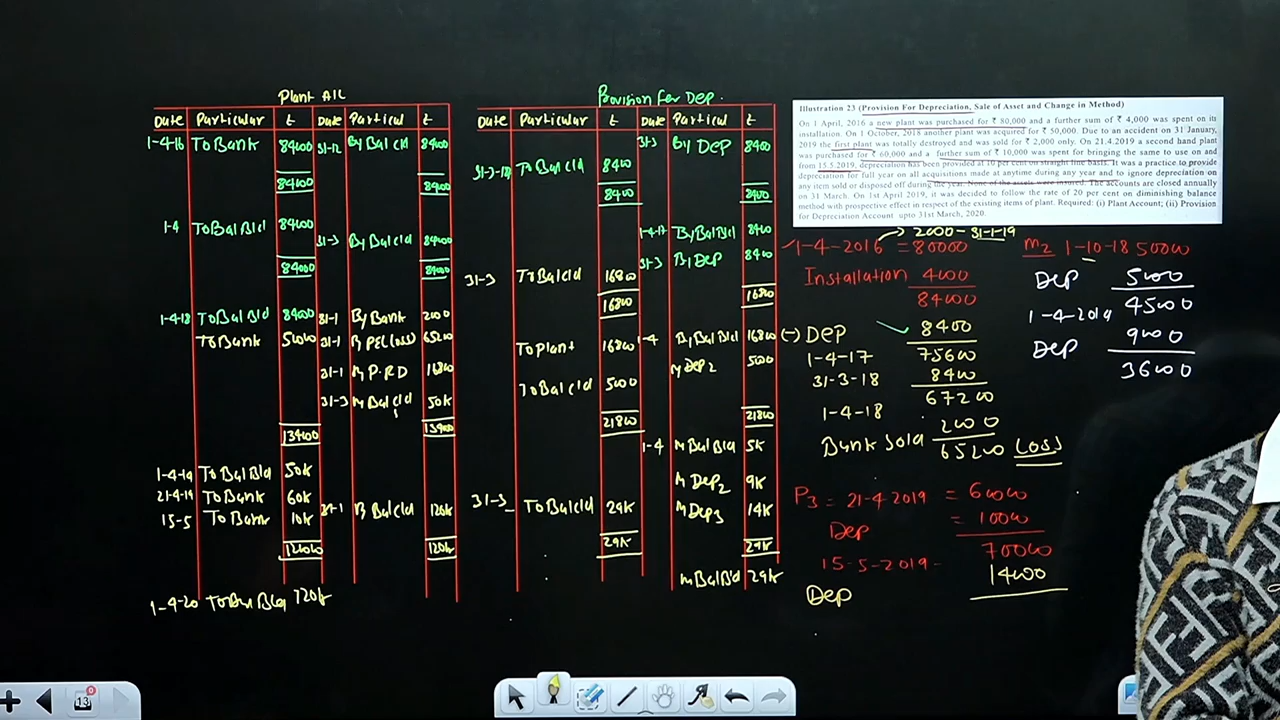 Plant A/C
Date Particular ₹ Date Particul ₹
1-4-16 To Bank 84000 31-12 By Bal c/d 84000
84000 84000
1-4 To Bal B/d 84000
31-3 By Bal c/d 84000
84000 84000
1-4-18 To Bal B/d 84000 31-1 By Bank 2000
To Bank 50000 31-1 By P&L (loss) 65200
31-1 By P.R.D 16800
31-3 By Bal c/d 50K
134000 134000
1-4-19 To Bal B/d 50K
21-4-19 To Bank 60K
15-5 To Bank 10K 31-1 By Bal c/d 120K
120K
1-4-20 To Bal B/d 120K
Provision for Dep.
Date Particular ₹ Date Particular ₹
31-3 By Dep 8400
To Bal c/d 8400
8400 8400
1-4-17 By Bal B/d 8400
31-3 By Dep 8400
31-3 To Bal c/d 16800
16800 16800
To plant 16800 1-4 By Bal B/d 16800
By Dep 2 5000
To Bal c/d 5000
21800 21800
1-4 By Bal B/d 5K
By Dep 2 9K
31-3 To Bal c/d 29K By Dep 3 14K
29K 29K
By Bal B/d 29K
Illustration 23 (Provision For Depreciation, Sale of Asset and Change in Method)
On 1 April, 2016 a new plant was purchased for ₹ 80,000 and a further sum of ₹ 4,000 was spent on its
installation. On 1 October, 2018 another plant was acquired for ₹ 50,000. Due to an accident on 31 January,
2019 the first plant was totally destroyed and was sold for ₹ 2,000 only. On 21.4.2019 a second hand plant
was purchased for ₹ 60,000 and a further sum of ₹ 10,000 was spent for bringing the same to use on and
from 15.5.2019, depreciation has been provided at 10 per cent on straight line basis. It was a practice to provide
depreciation for full year on all acquisitions made at anytime during any year and to ignore depreciation on
any item sold or disposed off during the year. None of the assets were insured. The accounts are closed annually
on 31 March. On 1st April 2019, it was decided to follow the rate of 20 per cent on diminishing balance
method with prospective effect in respect of the existing items of plant. Required: (i) Plant Account; (ii) Provision
for Depreciation Account upto 31st March, 2020.
2000 - 31-1-19
1-4-2016 = 80000
Installation 4000
84000
(-) Dep 8400
1-4-17 75600
31-3-18 8400
1-4-18 67200
2000
Bank Sold 65200 Loss
M2 1-10-18 50000
Dep 5000
1-4-2019 45000
Dep 9000
36000
P3 = 21-4-2019 = 60000
= 10000
Dep
15-5-2019- 70000
Dep 14000
13